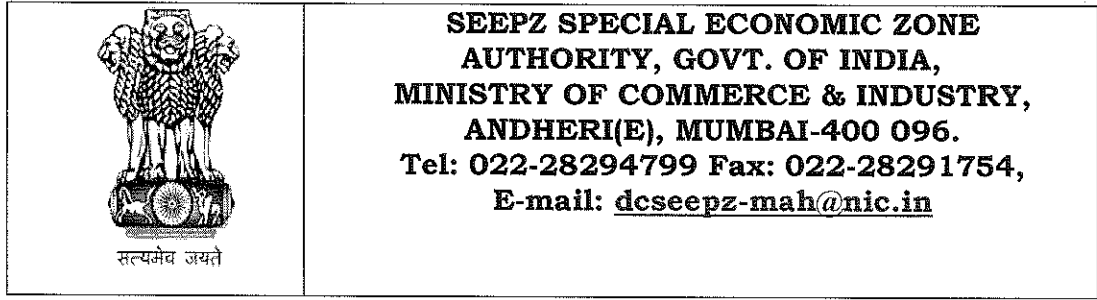 सत्यमेव जयते
SEEPZ SPECIAL ECONOMIC ZONE
AUTHORITY, GOVT. OF INDIA,
MINISTRY OF COMMERCE & INDUSTRY,
ANDHERI(E), MUMBAI-400 096.
Tel: 022-28294799 Fax: 022-28291754,
E-mail: dcseepz-mah@nic.in